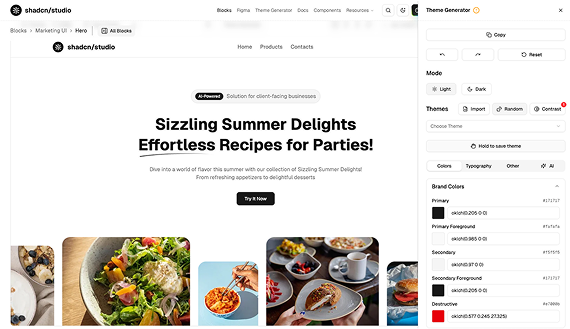 shadcn/studio
Blocks Figma Theme Generator Docs Components Resources
Blocks > Marketing UI > Hero
All Blocks
shadcn/studio
Home Products Contacts
AI-Powered Solution for client-facing businesses
Sizzling Summer Delights
Effortless Recipes for Parties!
Dive into a world of flavor this summer with our collection of Sizzling Summer Delights!
From refreshing appetizers to delightful desserts
Try It Now
Theme Generator
Copy
Reset
Mode
Light
Dark
Themes
Import
Random
Contrast
Choose Theme
Hold to save theme
Colors
Typography
Other
AI
Brand Colors
Primary #171717
oklch(0.205 0 0)
Primary Foreground #fafafa
oklch(0.985 0 0)
Secondary #f5f5f5
oklch(0.97 0 0)
Secondary Foreground #171717
oklch(0.205 0 0)
Destructive #e7000b
oklch(0.577 0.245 27.325)